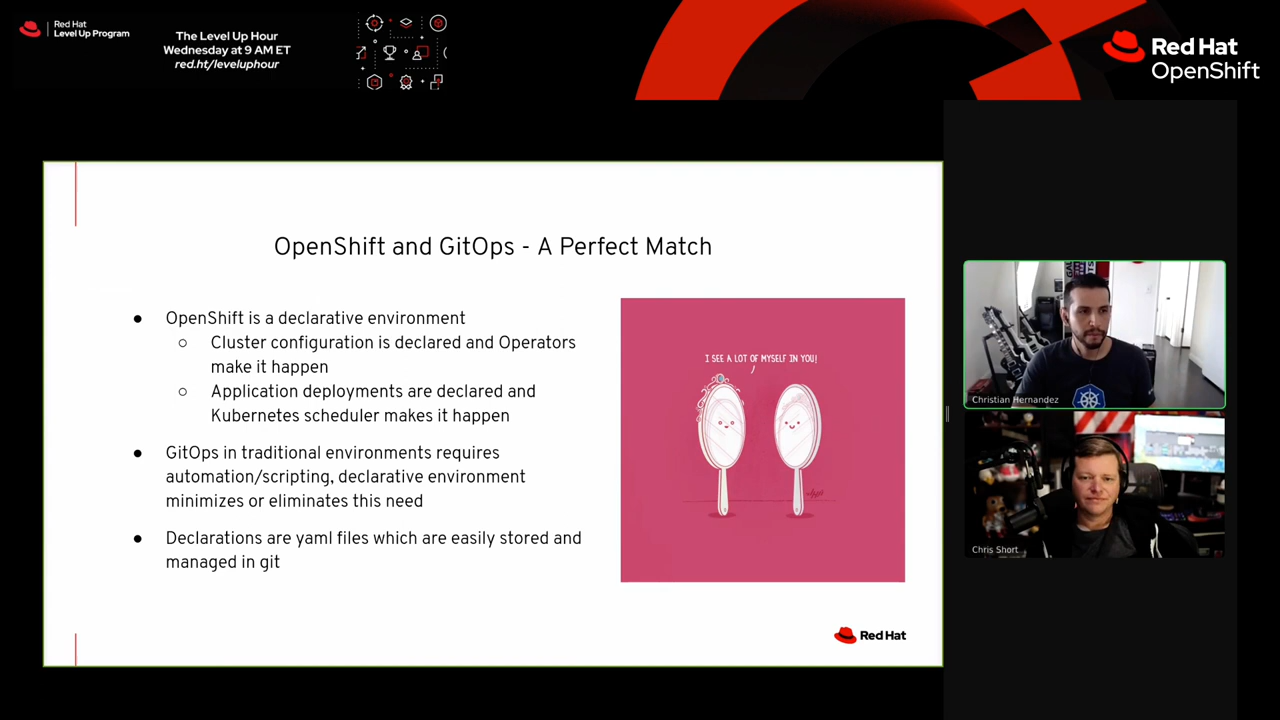 Red Hat
Level Up Program
The Level Up Hour
Wednesday at 9 AM ET
red.ht/leveluphour
Red Hat
OpenShift
OpenShift and GitOps - A Perfect Match
● OpenShift is a declarative environment
○ Cluster configuration is declared and Operators
make it happen
○ Application deployments are declared and
Kubernetes scheduler makes it happen
● GitOps in traditional environments requires
automation/scripting, declarative environment
minimizes or eliminates this need
● Declarations are yaml files which are easily stored and
managed in git
I SEE A LOT OF MYSELF IN YOU!
Red Hat
Christian Hernandez
Chris Short